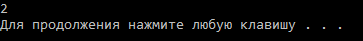 2
Для продолжения нажмите любую клавишу . . .